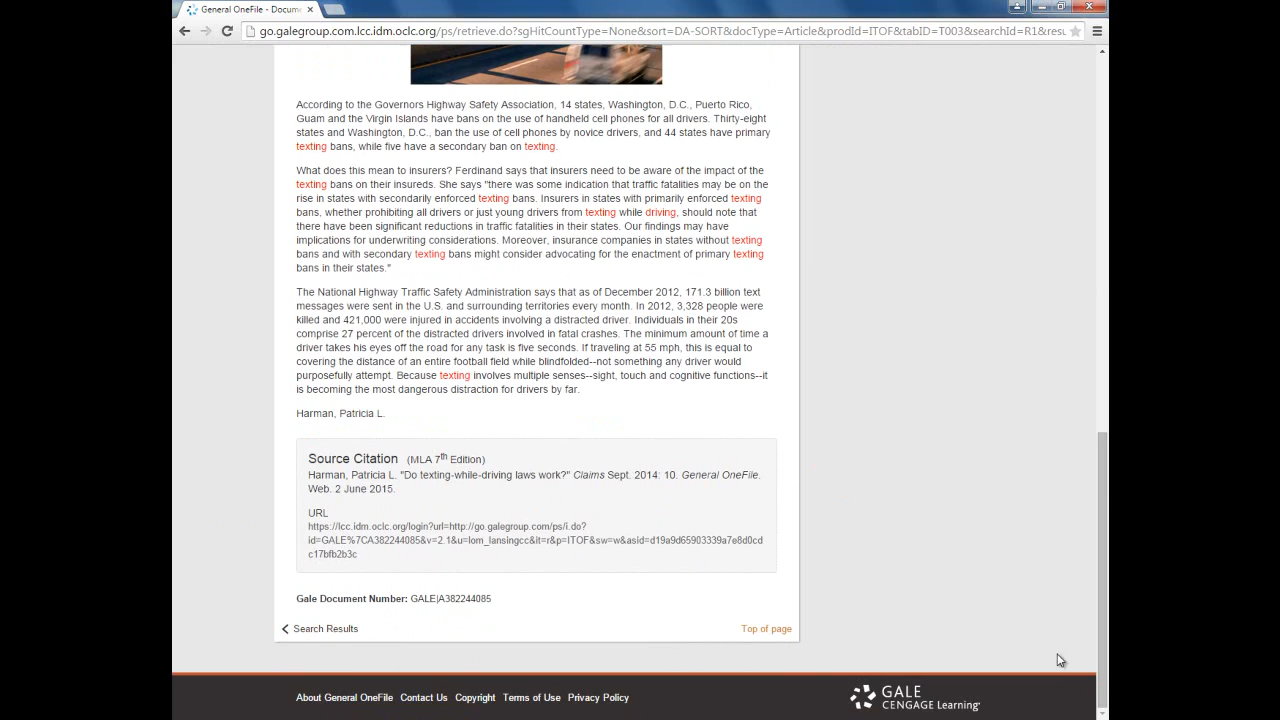 General OneFile - Docume
go.galegroup.com.lcc.idm.oclc.org/ps/retrieve.do?sgHitCountType=None&sort=DA-SORT&docType=Article&prodId=ITOF&tabID=T003&searchId=R1&resu
According to the Governors Highway Safety Association, 14 states, Washington, D.C., Puerto Rico,
Guam and the Virgin Islands have bans on the use of handheld cell phones for all drivers. Thirty-eight
states and Washington, D.C., ban the use of cell phones by novice drivers, and 44 states have primary
texting bans, while five have a secondary ban on texting.
What does this mean to insurers? Ferdinand says that insurers need to be aware of the impact of the
texting bans on their insureds. She says "there was some indication that traffic fatalities may be on the
rise in states with secondarily enforced texting bans. Insurers in states with primarily enforced texting
bans, whether prohibiting all drivers or just young drivers from texting while driving, should note that
there have been significant reductions in traffic fatalities in their states. Our findings may have
implications for underwriting considerations. Moreover, insurance companies in states without texting
bans and with secondary texting bans might consider advocating for the enactment of primary texting
bans in their states."
The National Highway Traffic Safety Administration says that as of December 2012, 171.3 billion text
messages were sent in the U.S. and surrounding territories every month. In 2012, 3,328 people were
killed and 421,000 were injured in accidents involving a distracted driver. Individuals in their 20s
comprise 27 percent of the distracted drivers involved in fatal crashes. The minimum amount of time a
driver takes his eyes off the road for any task is five seconds. If traveling at 55 mph, this is equal to
covering the distance of an entire football field while blindfolded--not something any driver would
purposefully attempt. Because texting involves multiple senses--sight, touch and cognitive functions--it
is becoming the most dangerous distraction for drivers by far.
Harman, Patricia L.
Source Citation (MLA 7th Edition)
Harman, Patricia L. "Do texting-while-driving laws work?" Claims Sept. 2014: 10. General OneFile.
Web. 2 June 2015.
URL
https://lcc.idm.oclc.org/login?url=http://go.galegroup.com/ps/i.do?
id=GALE%7CA382244085&v=2.1&u=lom_lansingcc&it=r&p=ITOF&sw=w&asid=d19a9d65903339a7e8d0cd
c17bfb2b3c
Gale Document Number: GALE|A382244085
Search Results
Top of page
About General OneFile Contact Us Copyright Terms of Use Privacy Policy
GALE
CENGAGE Learning